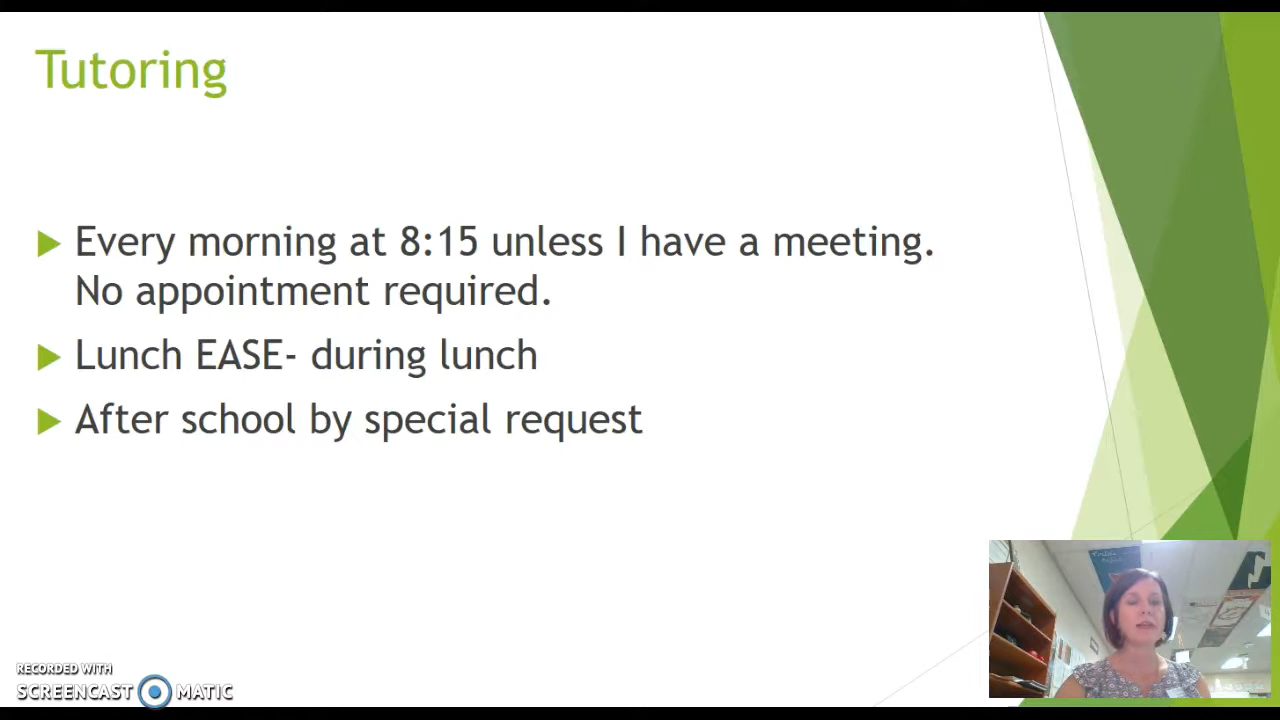 Tutoring
Every morning at 8:15 unless I have a meeting.
No appointment required.
Lunch EASE- during lunch
After school by special request
RECORDED WITH
SCREENCAST MATIC